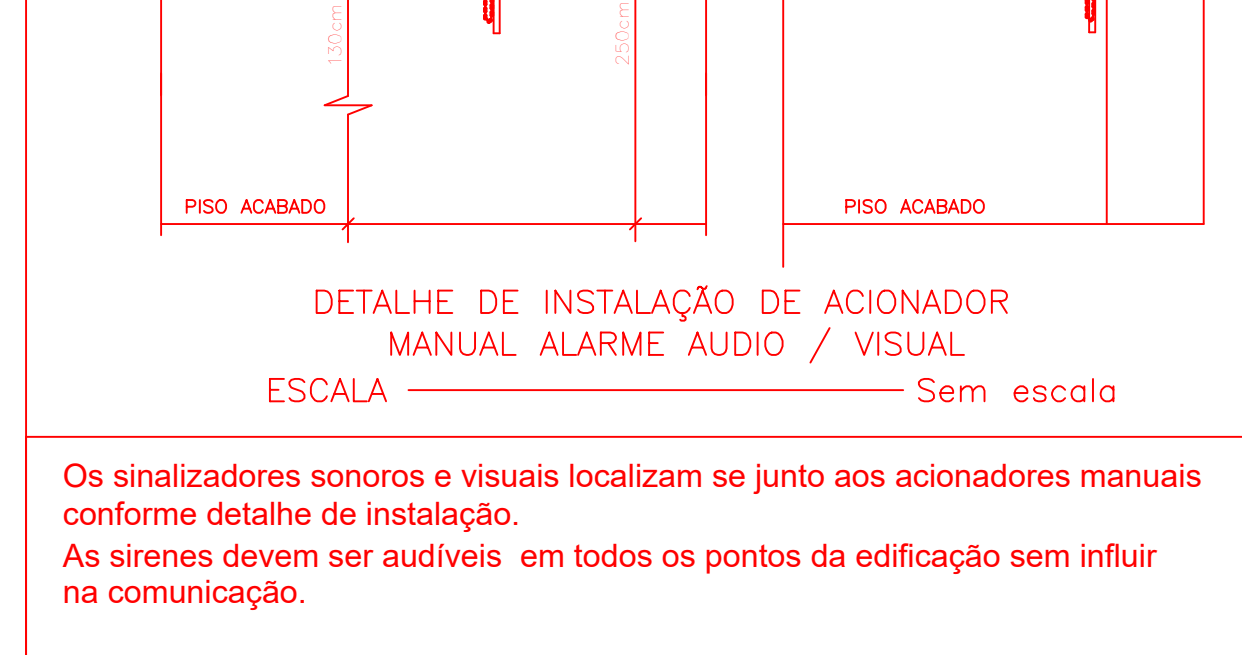 130cm
250cm
PISO ACABADO
PISO ACABADO
DETALHE DE INSTALAÇÃO DE ACIONADOR
MANUAL ALARME AUDIO / VISUAL
ESCALA Sem escala
Os sinalizadores sonoros e visuais localizam se junto aos acionadores manuais
conforme detalhe de instalação.
As sirenes devem ser audíveis em todos os pontos da edificação sem influir
na comunicação.